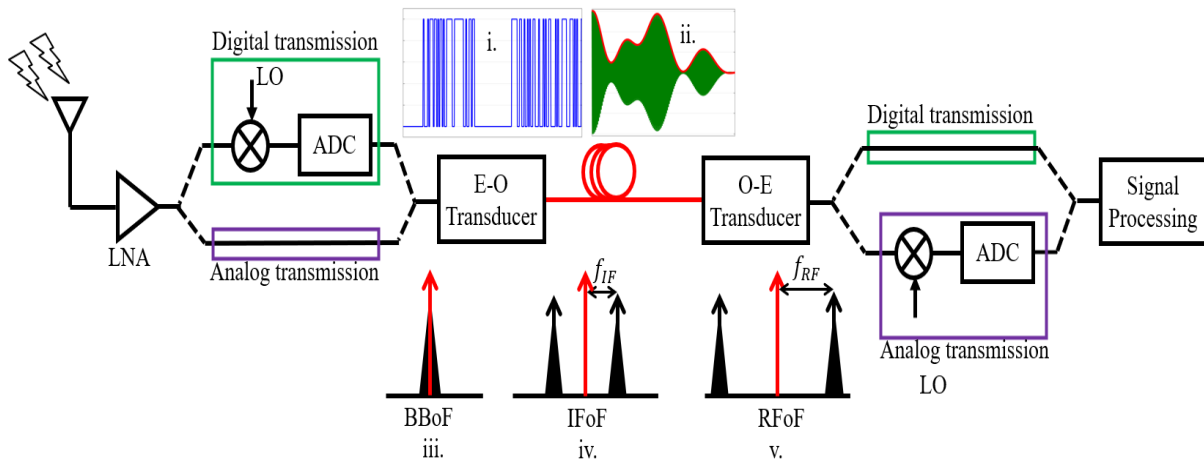 Digital transmission
LO
ADC
LNA
Analog transmission
i.
ii.
E-O
Transducer
O-E
Transducer
Digital transmission
ADC
Analog transmission
LO
Signal
Processing
f_IF
f_RF
BBoF
iii.
IFoF
iv.
RFoF
v.